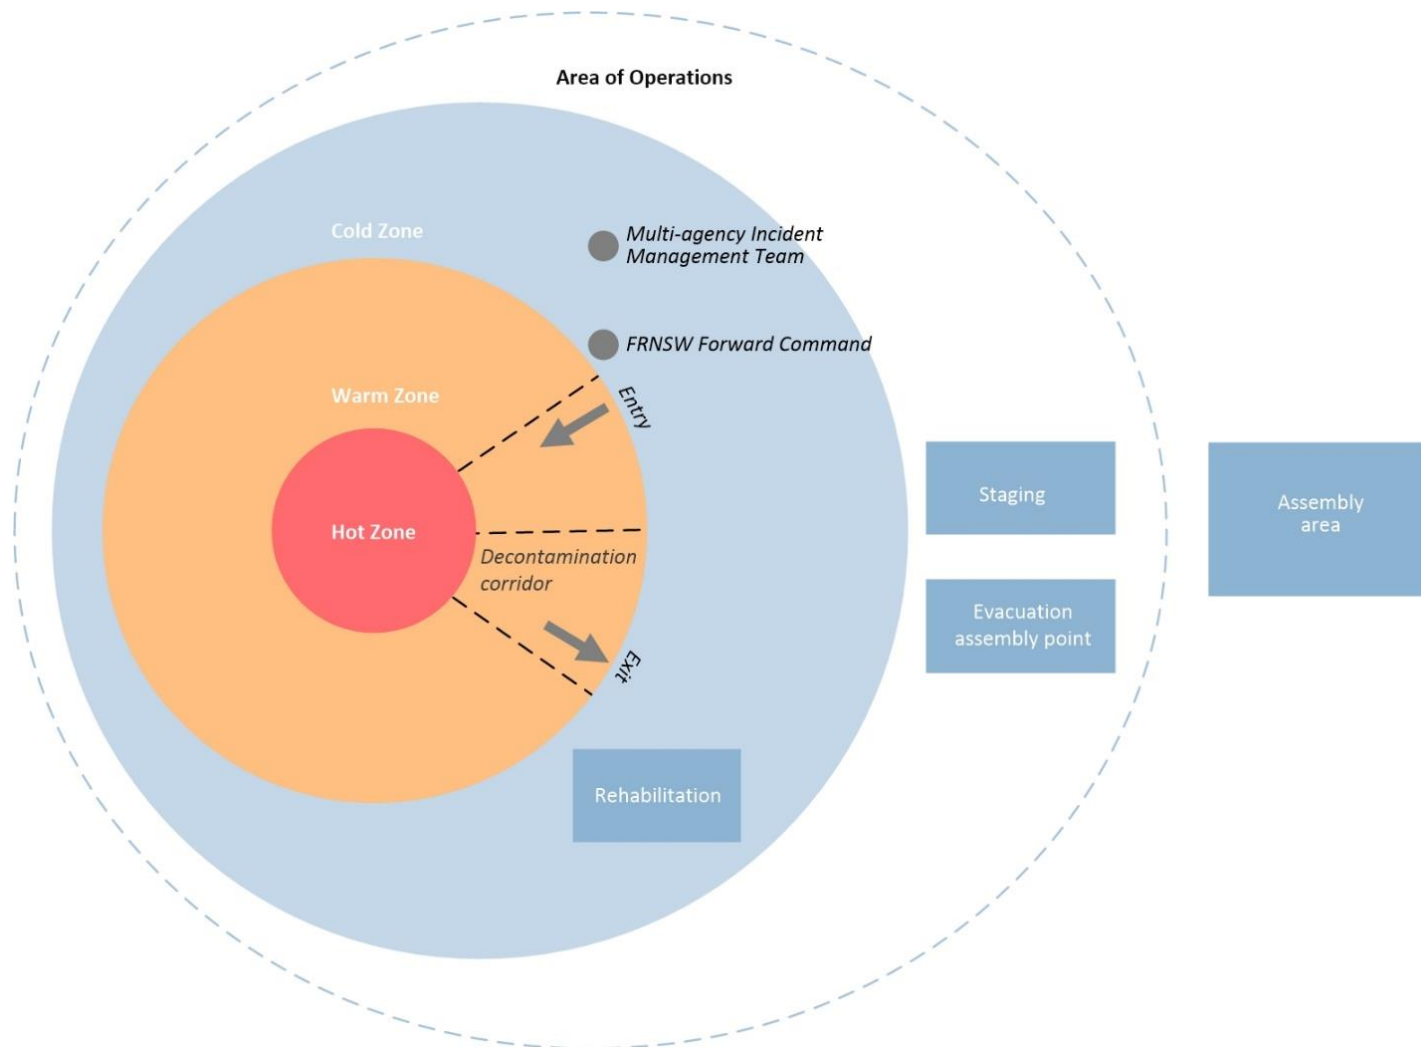 Area of Operations
Cold Zone
Multi-agency Incident
Management Team
FRNSW Forward Command
Warm Zone
Entry
Hot Zone
Decontamination
corridor
Exit
Staging
Evacuation
assembly point
Assembly
area
Rehabilitation